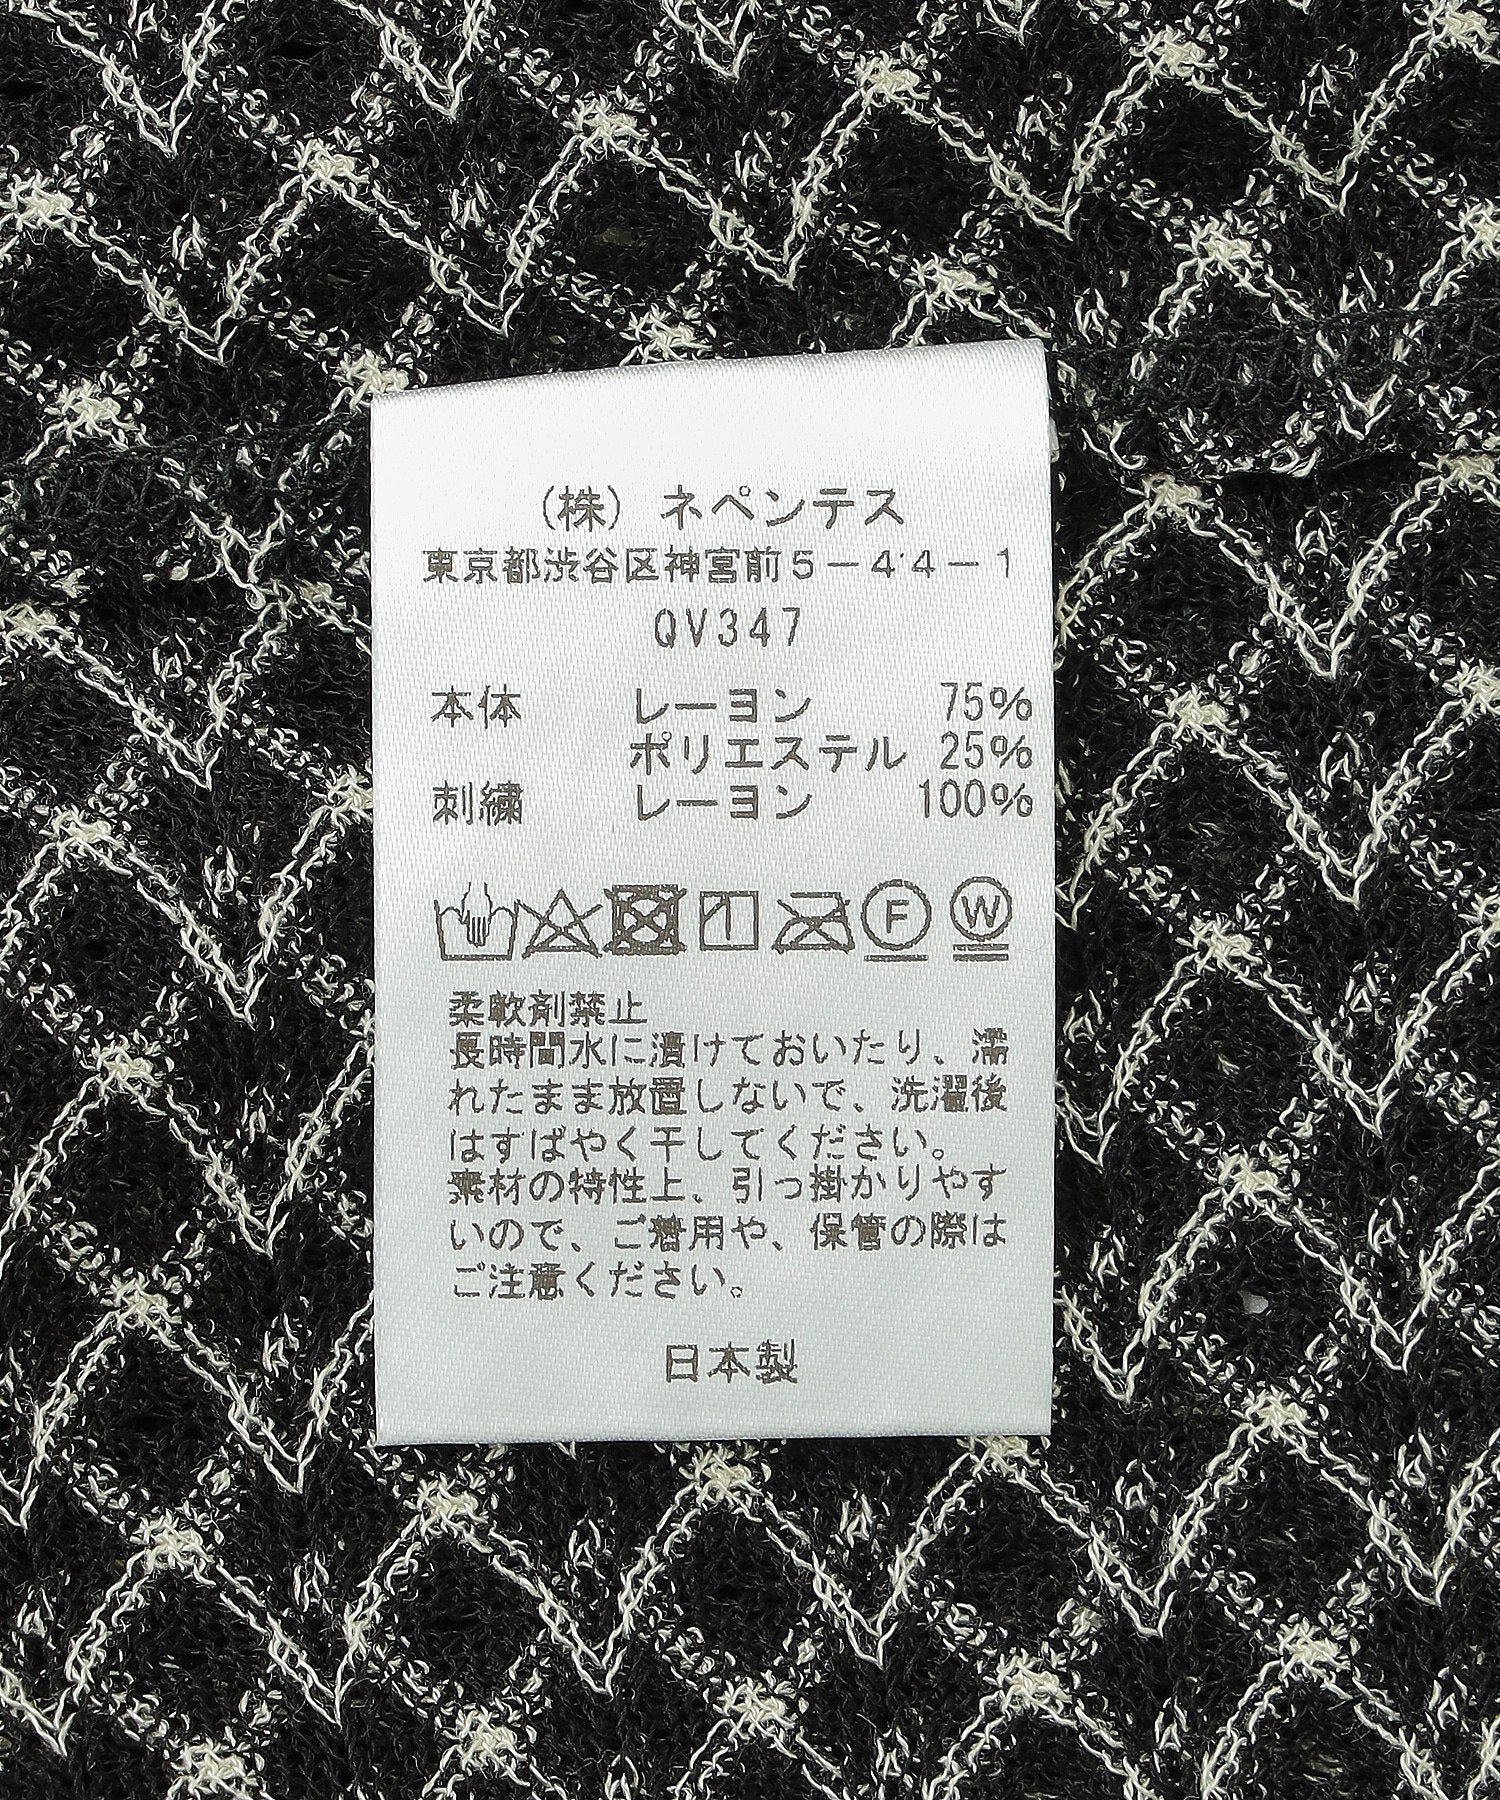 (株) ネペンテス
東京都渋谷区神宮前5－44－1
QV347
本体 レーヨン 75%
ポリエステル 25%
刺繍 レーヨン 100%
F W
柔軟剤禁止
長時間水に漬けておいたり、濡
れたまま放置しないで、洗濯後
はすばやく干してください。
素材の特性上、引っ掛かりやす
いので、ご着用や、保管の際は
ご注意ください。
日本製